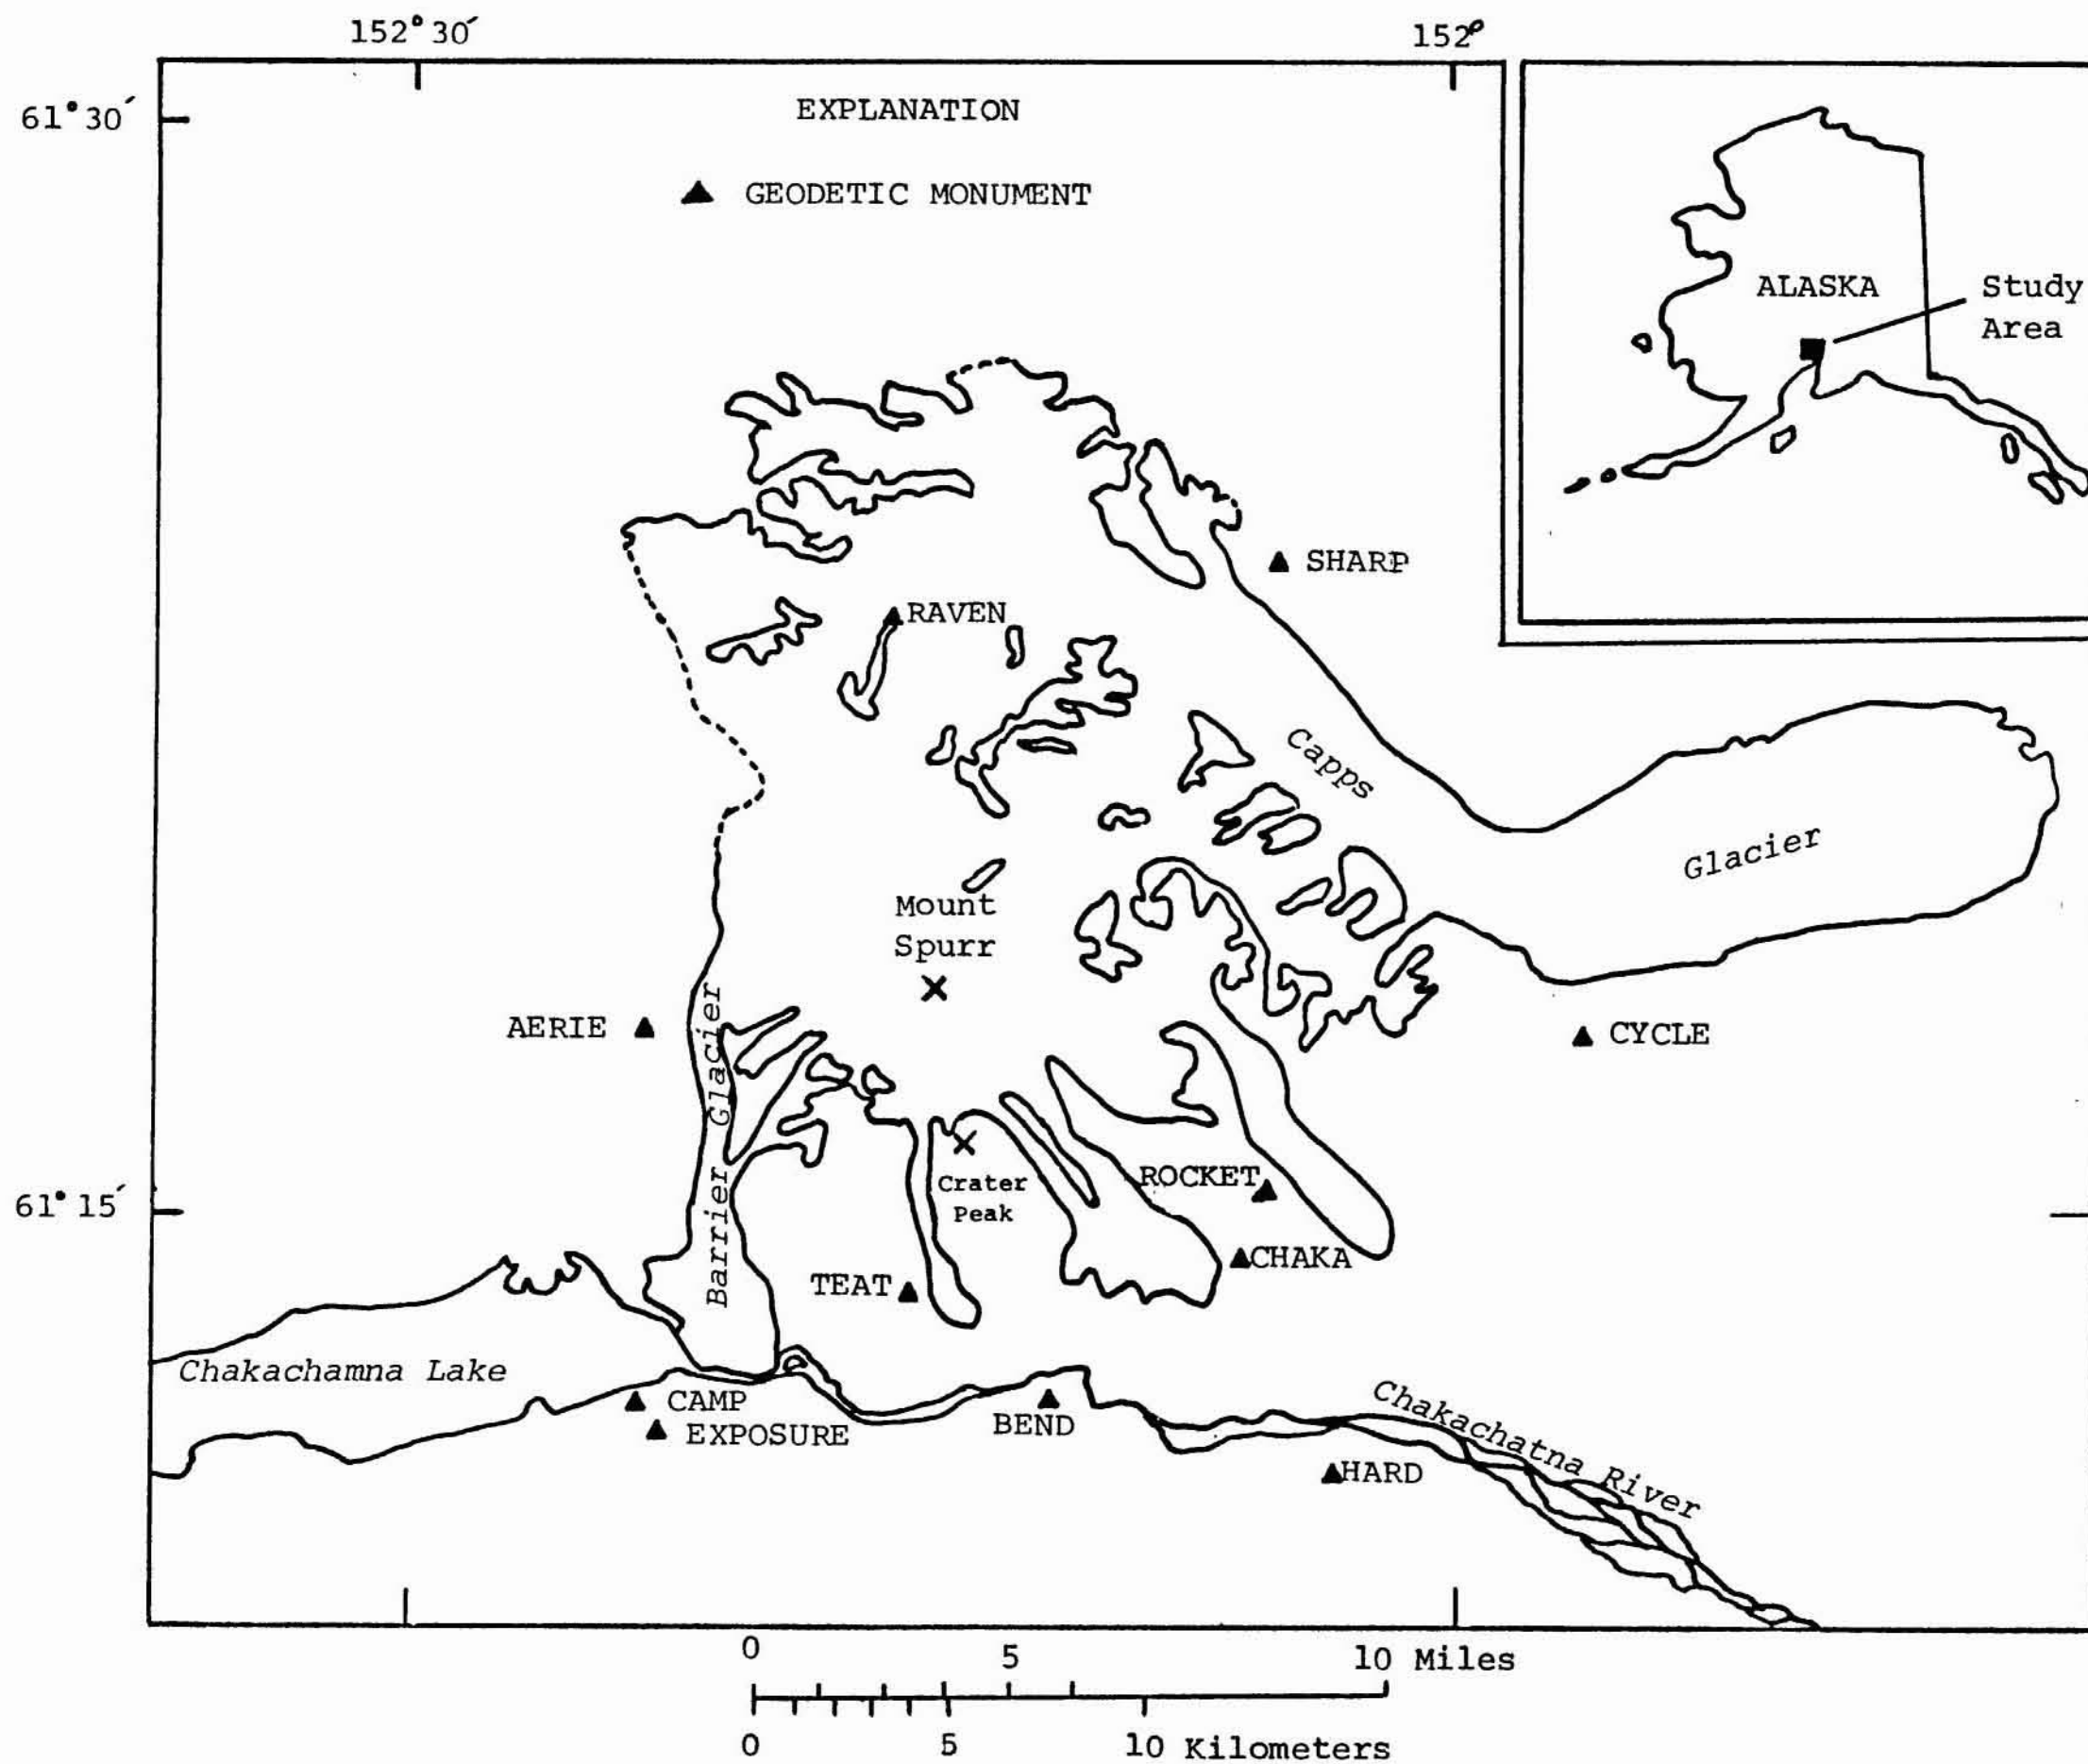 152°30′
152°
61°30′
EXPLANATION
GEODETIC MONUMENT
ALASKA
Study
Area
SHARP
RAVEN
Capps
Glacier
Mount
Spurr
AERIE
CYCLE
Barrier Glacier
ROCKET
Crater
Peak
61°15′
CHAKA
TEAT
Chakachamna Lake
CAMP
EXPOSURE
BEND
Chakachatna River
HARD
0 5 10 Miles
0 5 10 Kilometers